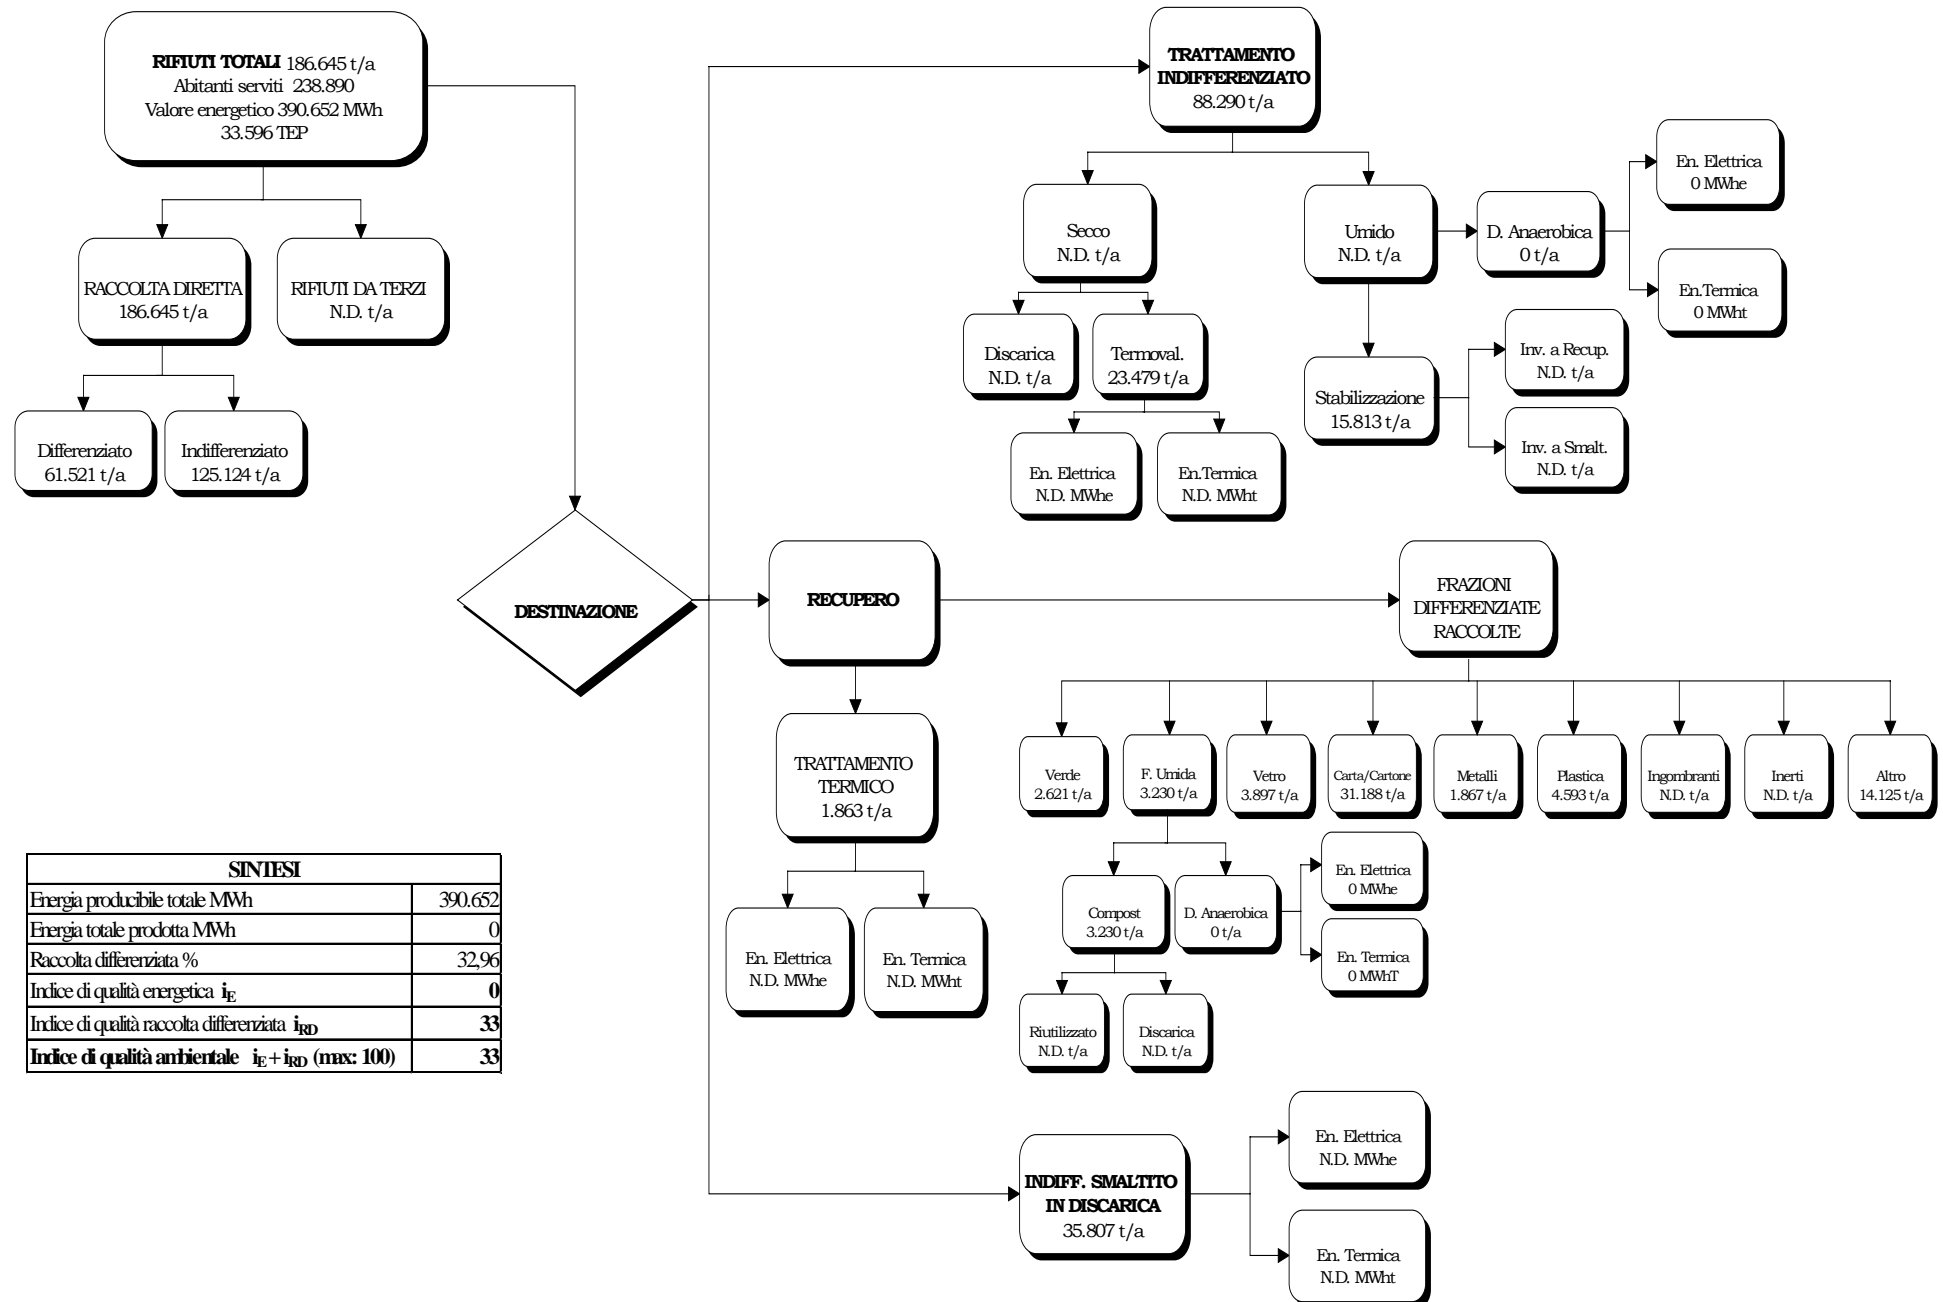 RIFIUTI TOTALI 186.645 t/a
Abitanti serviti 238.890
Valore energetico 390.652 MWh
33.596 TEP
RACCOLTA DIRETTA
186.645 t/a
RIFIUTI DA TERZI
N.D. t/a
Differenziato
61.521 t/a
Indifferenziato
125.124 t/a
DESTINAZIONE
TRATTAMENTO
INDIFFERENZIATO
88.290 t/a
Secco
N.D. t/a
Umido
N.D. t/a
D. Anaerobica
0 t/a
En. Elettrica
0 MWhe
En.Termica
0 MWht
Discarica
N.D. t/a
Termoval.
23.479 t/a
Stabilizzazione
15.813 t/a
Inv. a Recup.
N.D. t/a
Inv. a Smalt.
N.D. t/a
En. Elettrica
N.D. MWhe
En.Termica
N.D. MWht
RECUPERO
FRAZIONI
DIFFERENZIATE
RACCOLTE
TRATTAMENTO
TERMICO
1.863 t/a
En. Elettrica
N.D. MWhe
En. Termica
N.D. MWht
Verde
2.621 t/a
F. Umida
3.230 t/a
Vetro
3.897 t/a
Carta/Cartone
31.188 t/a
Metalli
1.867 t/a
Plastica
4.593 t/a
Ingombranti
N.D. t/a
Inerti
N.D. t/a
Altro
14.125 t/a
Compost
3.230 t/a
D. Anaerobica
0 t/a
En. Elettrica
0 MWhe
En. Termica
0 MWhT
Riutilizzato
N.D. t/a
Discarica
N.D. t/a
INDIFF. SMALTITO
IN DISCARICA
35.807 t/a
En. Elettrica
N.D. MWhe
En. Termica
N.D. MWht
SINTESI
Energia producibile totale MWh 390.652
Energia totale prodotta MWh 0
Raccolta differenziata % 32,96
Indice di qualità energetica iE 0
Indice di qualità raccolta differenziata iRD 33
Indice di qualità ambientale iE + iRD (max: 100) 33